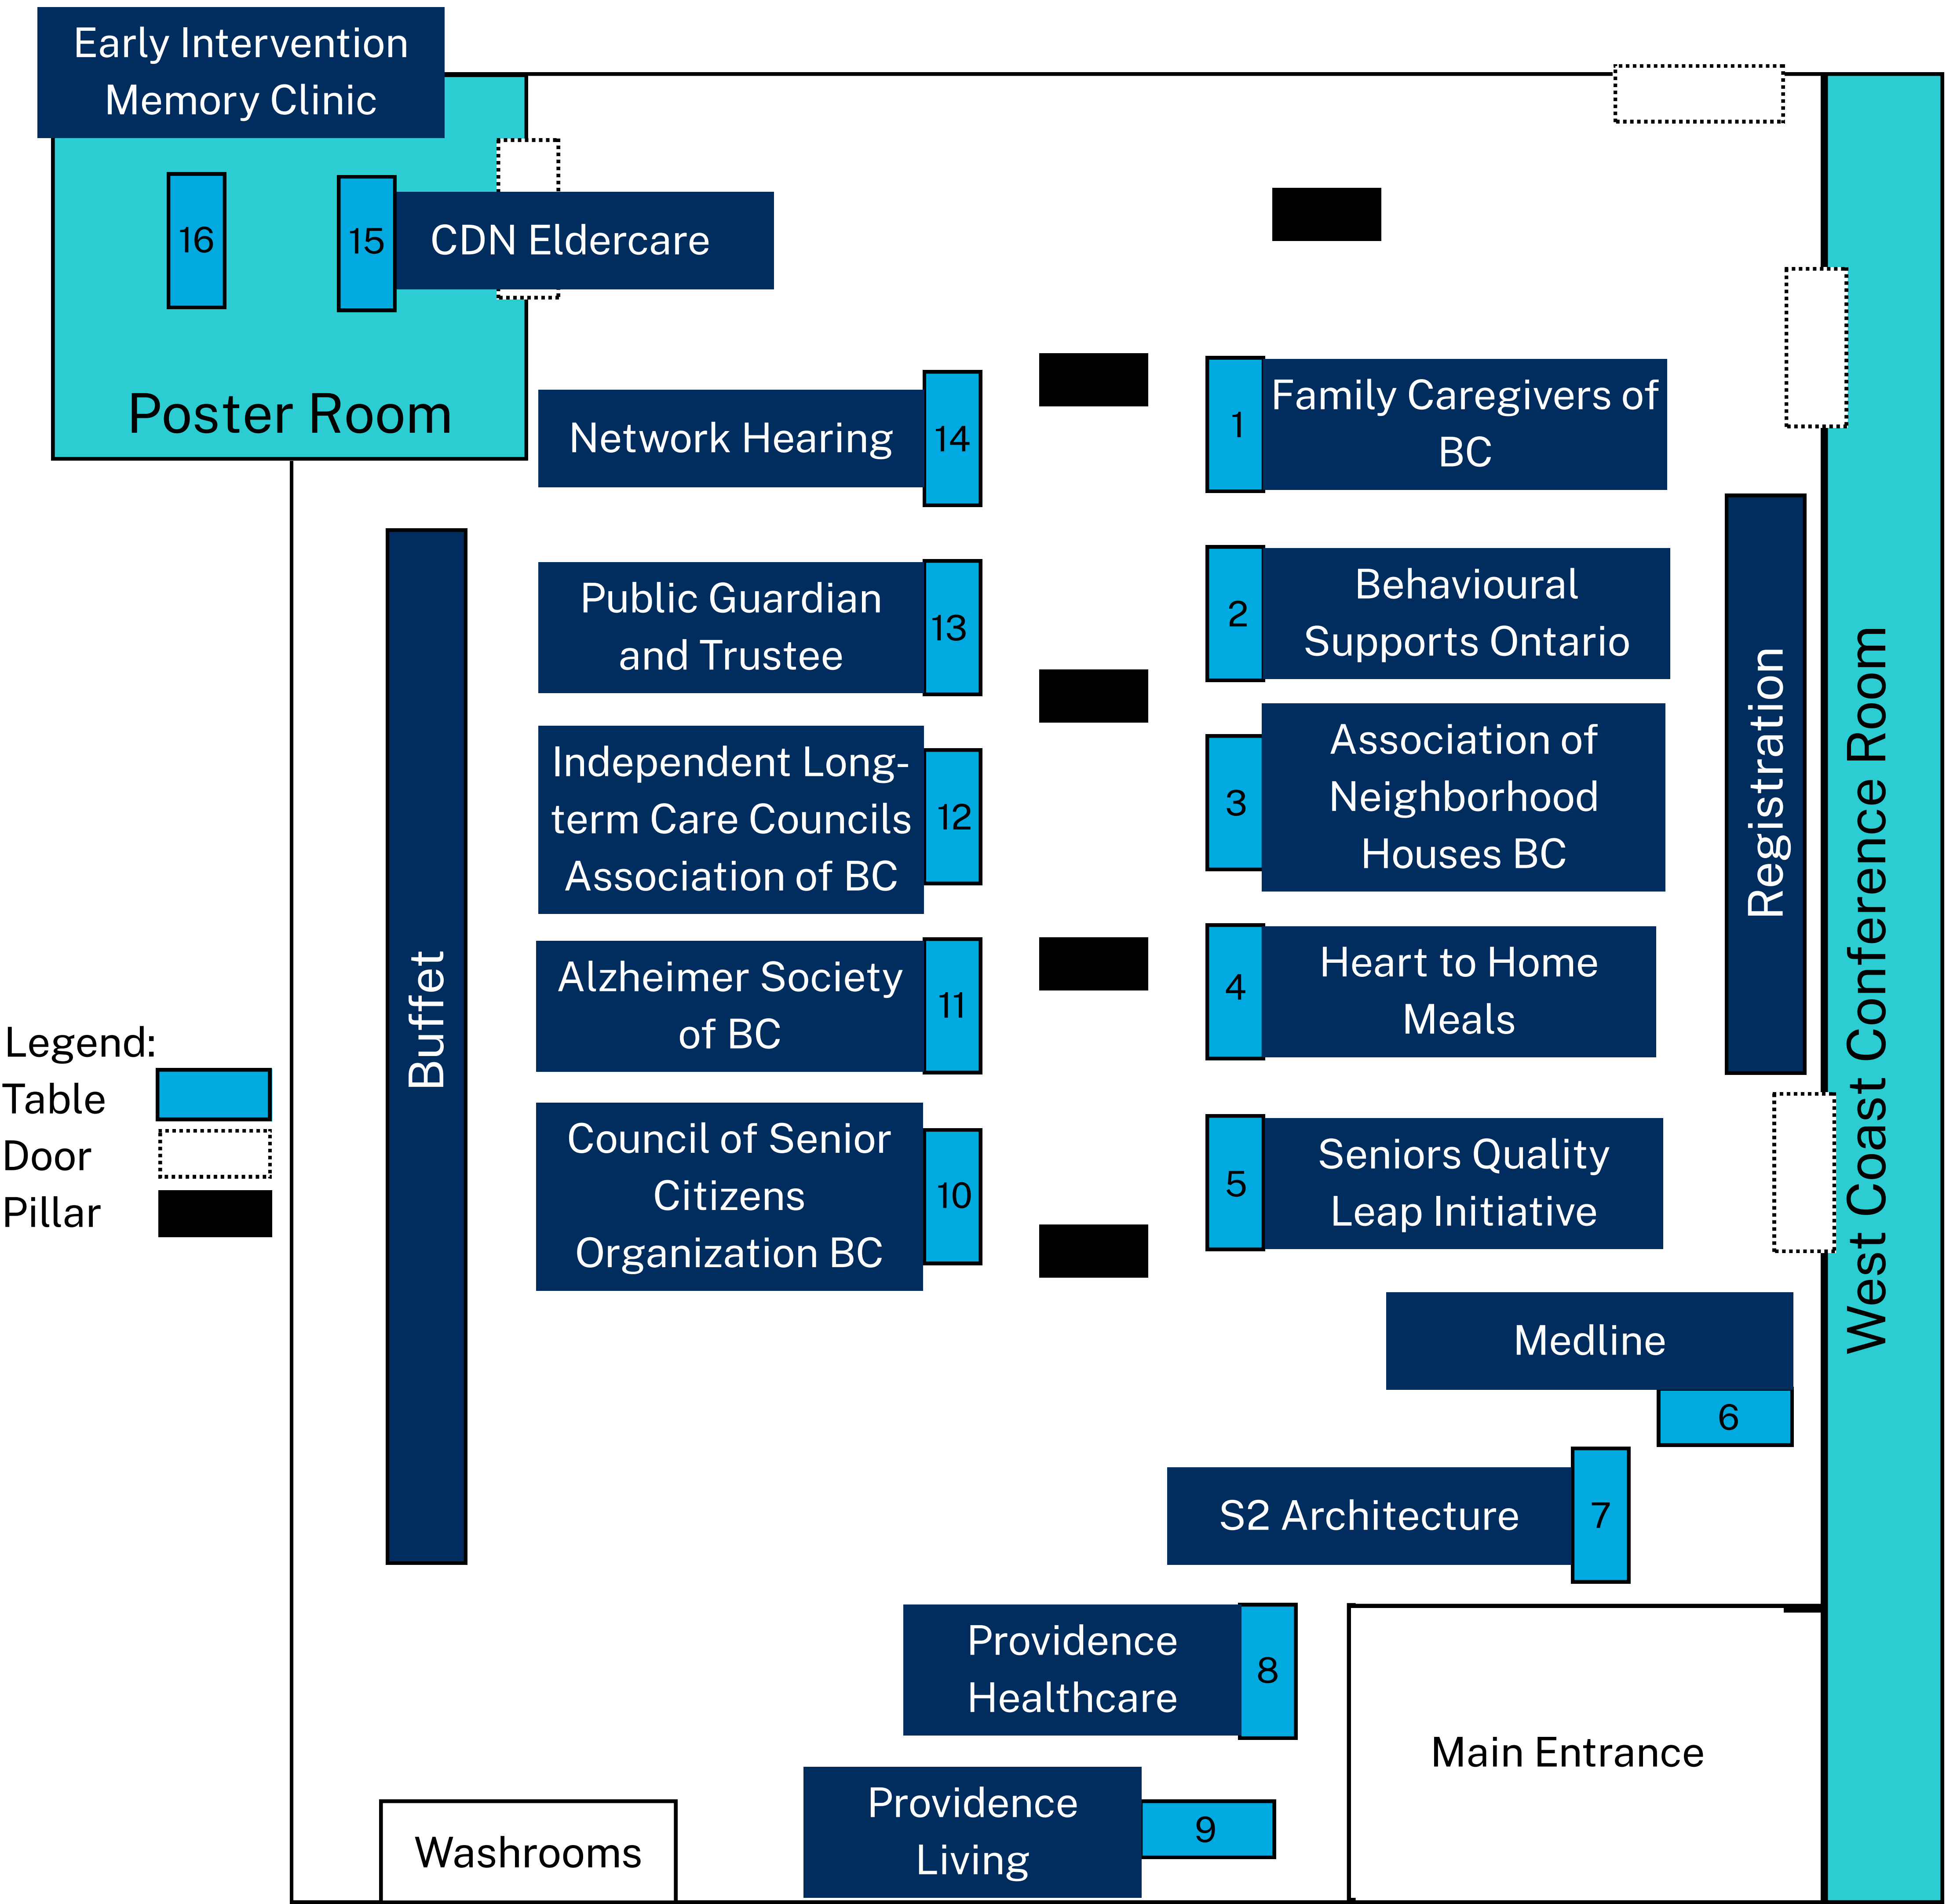 Early Intervention
Memory Clinic
16
15
CDN Eldercare
Poster Room
Network Hearing
14
1
Family Caregivers of
BC
Public Guardian
and Trustee
13
2
Behavioural
Supports Ontario
Independent Long-
term Care Councils
Association of BC
12
3
Association of
Neighborhood
Houses BC
Alzheimer Society
of BC
11
4
Heart to Home
Meals
Council of Senior
Citizens
Organization BC
10
5
Seniors Quality
Leap Initiative
Buffet
Registration
West Coast Conference Room
Legend:
Table
Door
Pillar
Medline
6
S2 Architecture
7
Providence
Healthcare
8
Main Entrance
Providence
Living
9
Washrooms